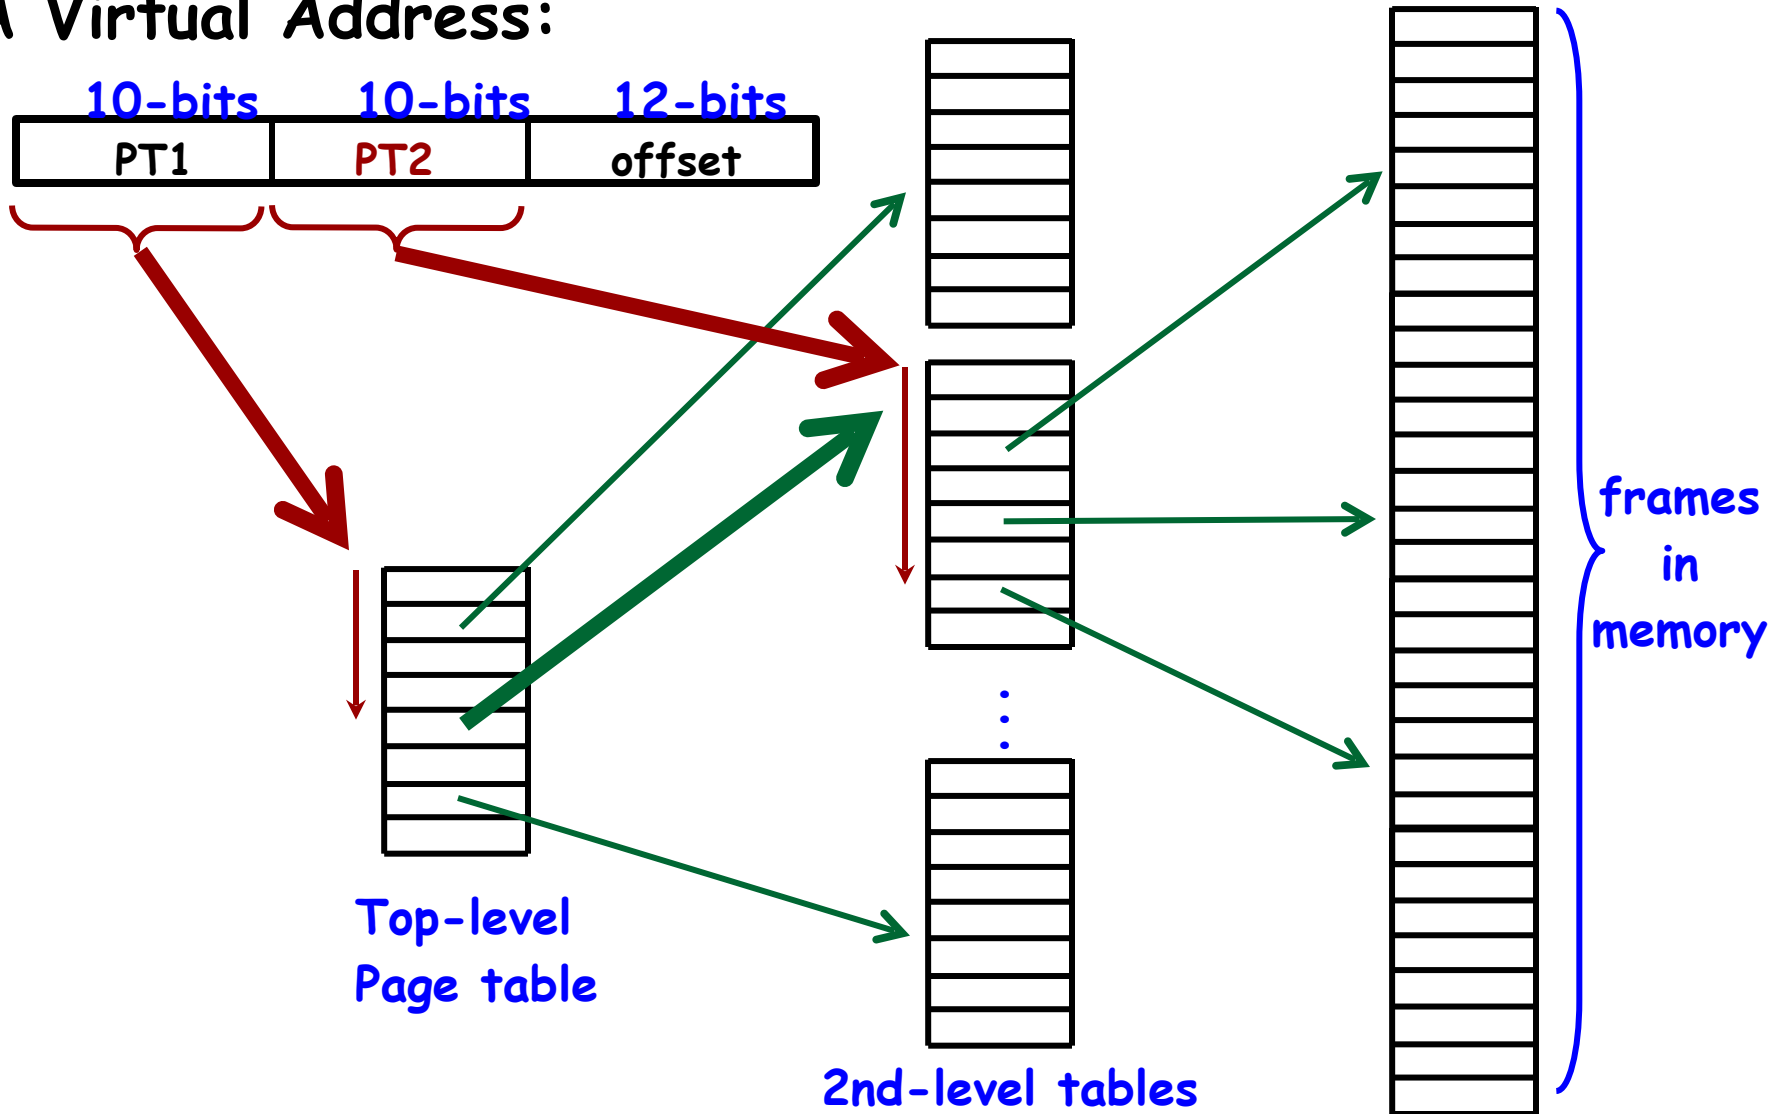 A Virtual Address:
10-bits 10-bits 12-bits
PT1 PT2 offset
frames
in
memory
Top-level
Page table
2nd-level tables